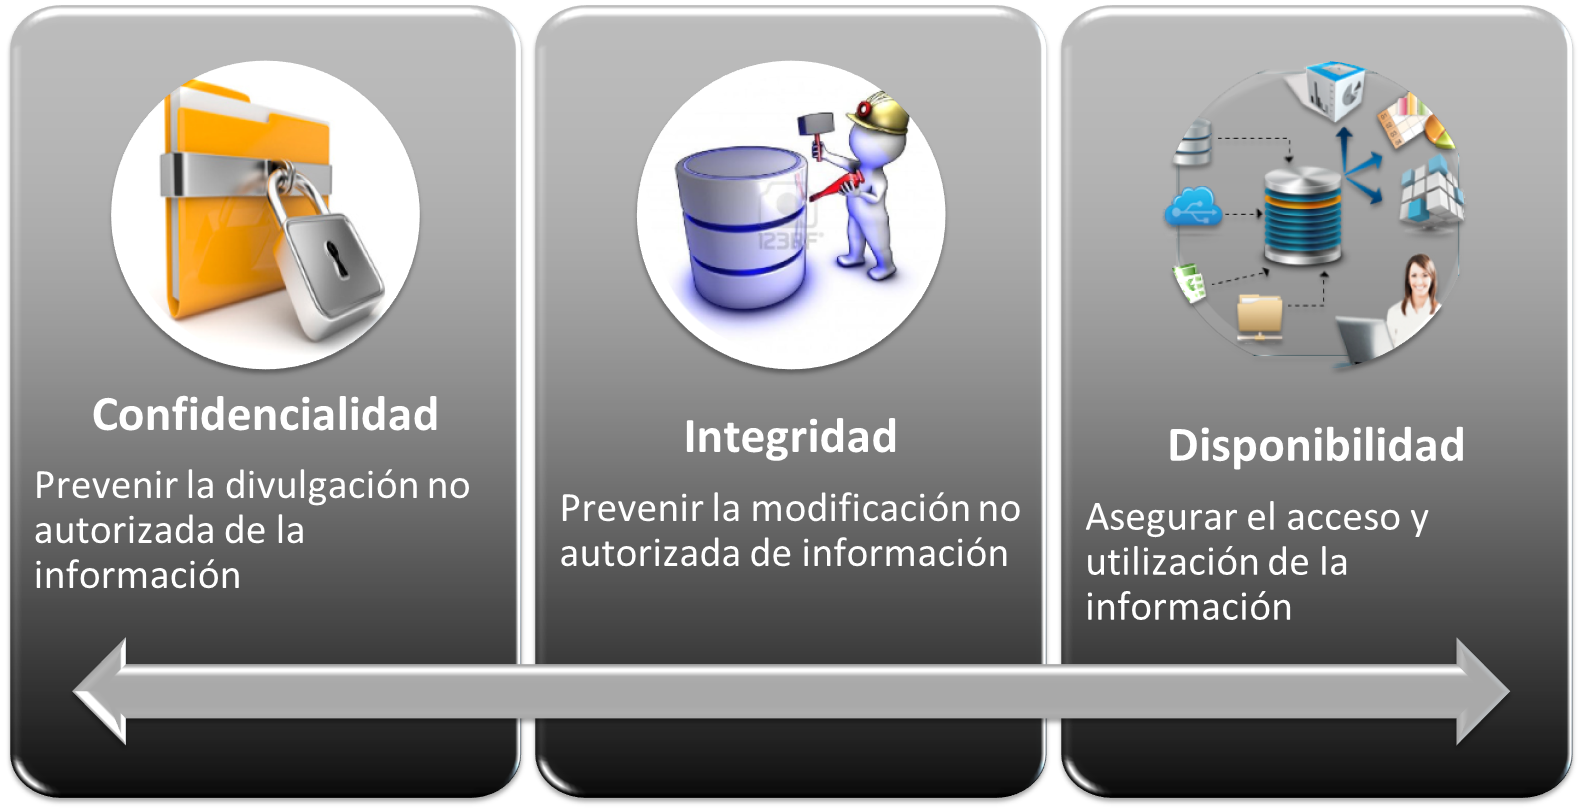 Confidencialidad
Prevenir la divulgación no
autorizada de la
información
123RF
Integridad
Prevenir la modificación no
autorizada de información
Disponibilidad
Asegurar el acceso y
utilización de la
información